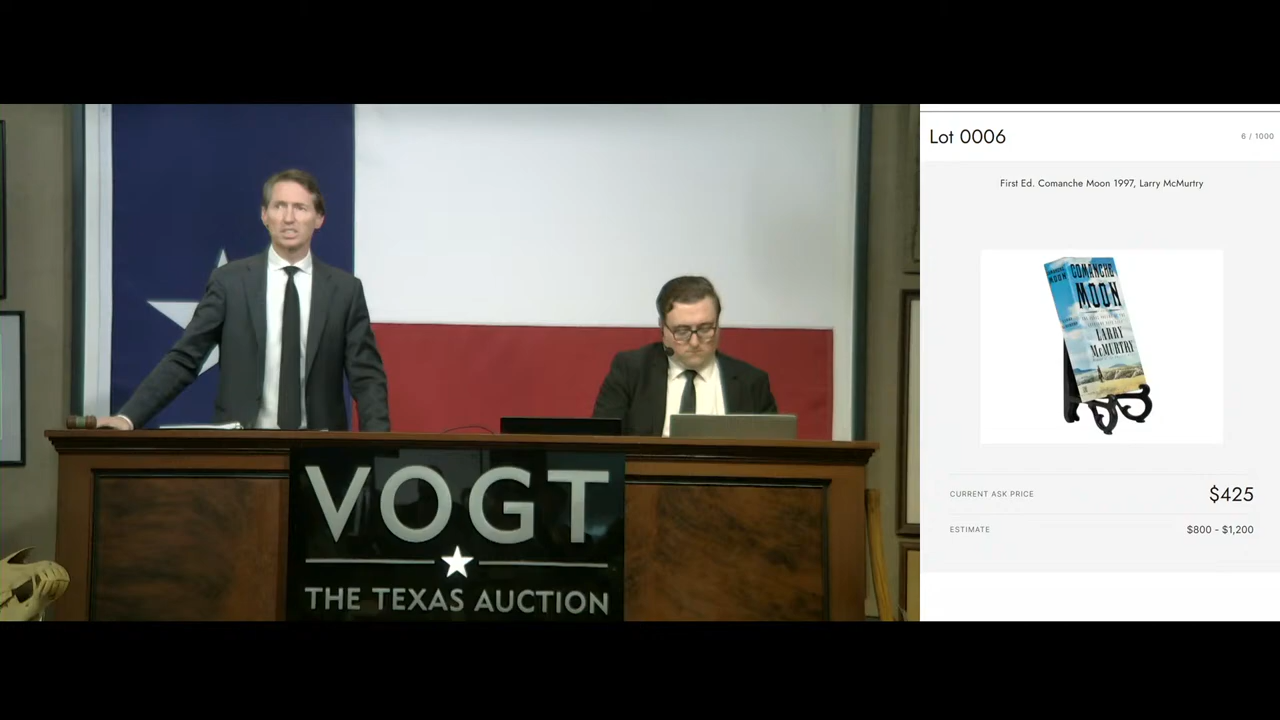 Lot 0006
6 / 1000
First Ed. Comanche Moon 1997, Larry McMurtry
COMANCHE
MOON
LARRY
McMURTRY
CURRENT ASK PRICE
$425
ESTIMATE
$800 - $1,200
VOGT
THE TEXAS AUCTION